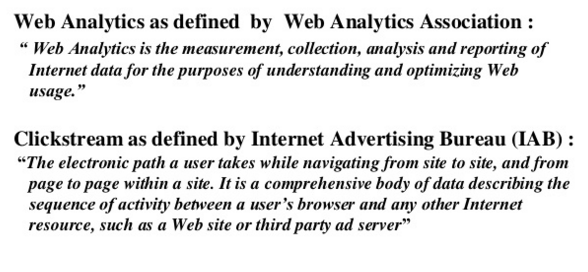 Web Analytics as defined by Web Analytics Association :
“ Web Analytics is the measurement, collection, analysis and reporting of
Internet data for the purposes of understanding and optimizing Web
usage.”
Clickstream as defined by Internet Advertising Bureau (IAB) :
“The electronic path a user takes while navigating from site to site, and from
page to page within a site. It is a comprehensive body of data describing the
sequence of activity between a user’s browser and any other Internet
resource, such as a Web site or third party ad server”